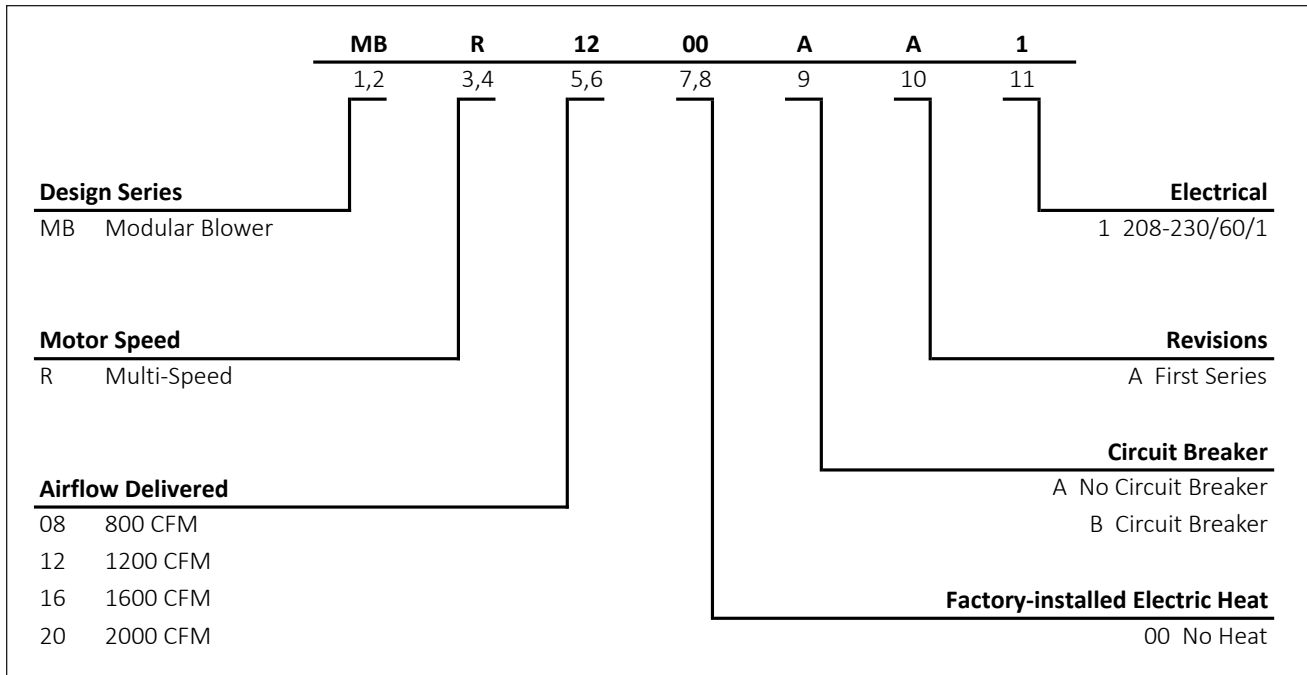 MB R 12 00 A A 1
1,2 3,4 5,6 7,8 9 10 11
Design Series
MB Modular Blower
Electrical
1 208-230/60/1
Motor Speed
R Multi-Speed
Revisions
A First Series
Circuit Breaker
A No Circuit Breaker
B Circuit Breaker
Airflow Delivered
08 800 CFM
12 1200 CFM
16 1600 CFM
20 2000 CFM
Factory-installed Electric Heat
00 No Heat